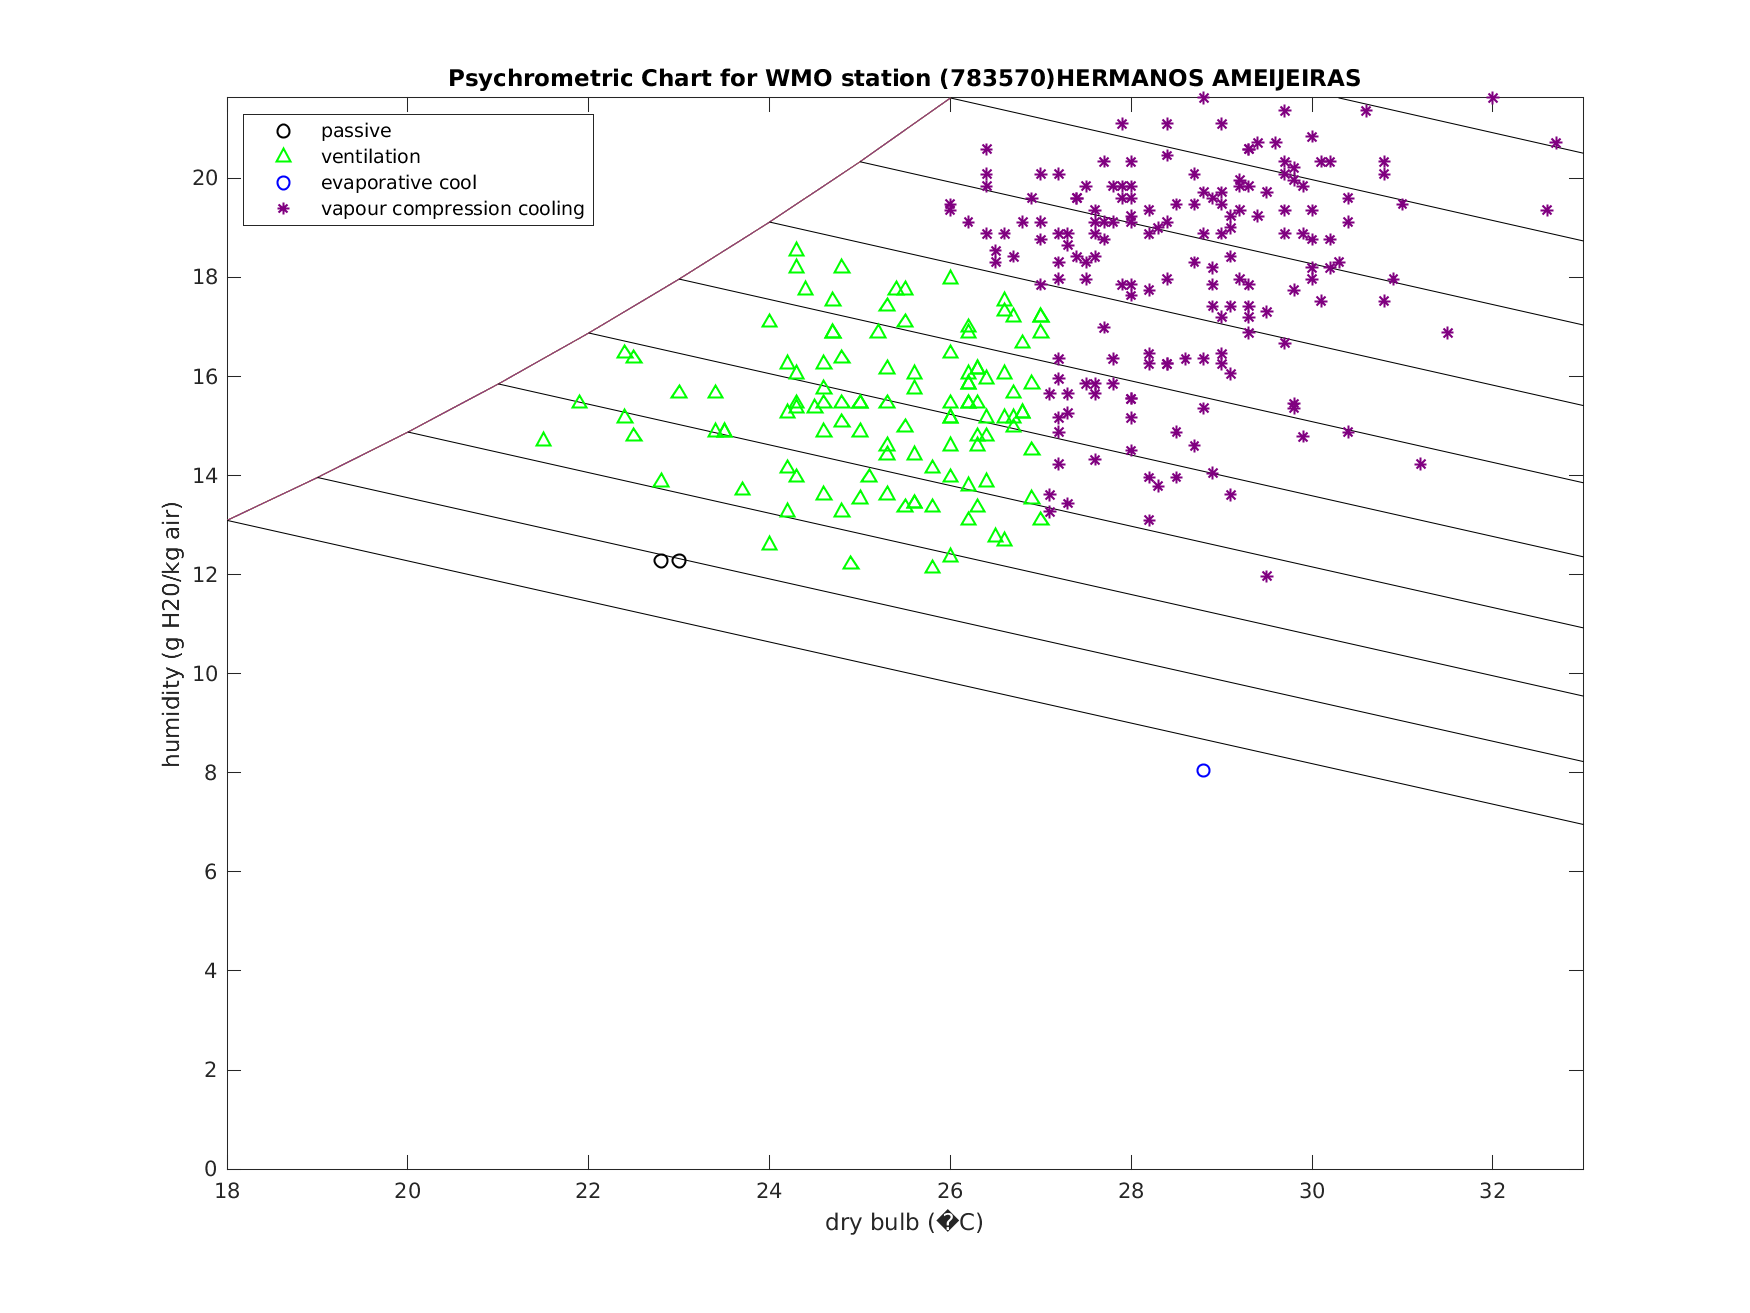 Psychrometric Chart for WMO station (783570)HERMANOS AMEIJEIRAS
passive
ventilation
evaporative cool
vapour compression cooling
humidity (g H20/kg air)
20
18
16
14
12
10
8
6
4
2
0
18 20 22 24 26 28 30 32
dry bulb (�C)